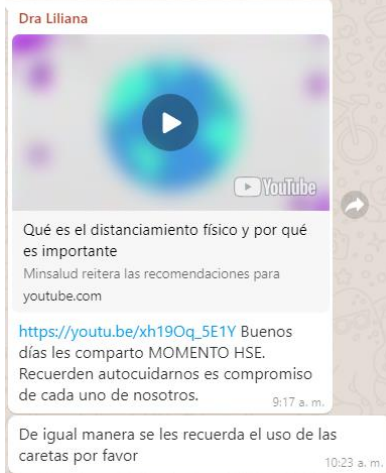 Dra Liliana
YouTube
Qué es el distanciamiento físico y por qué
es importante
Minsalud reitera las recomendaciones para
youtube.com
https://youtu.be/xh19Oq_5E1Y Buenos
días les comparto MOMENTO HSE.
Recuerden autocuidarnos es compromiso
de cada uno de nosotros.
9:17 a. m.
De igual manera se les recuerda el uso de las
caretas por favor
10:23 a. m.